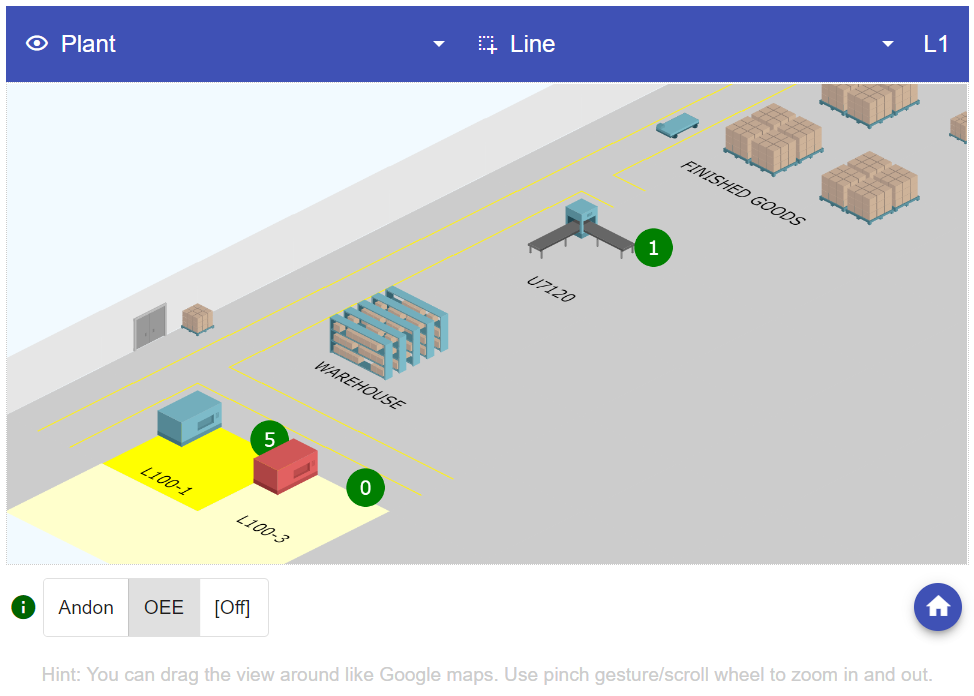 Plant
Line
L1
FINISHED GOODS
1
U7120
WAREHOUSE
5
L100-1
0
L100-3
i
Andon
OEE
[Off]
Hint: You can drag the view around like Google maps. Use pinch gesture/scroll wheel to zoom in and out.